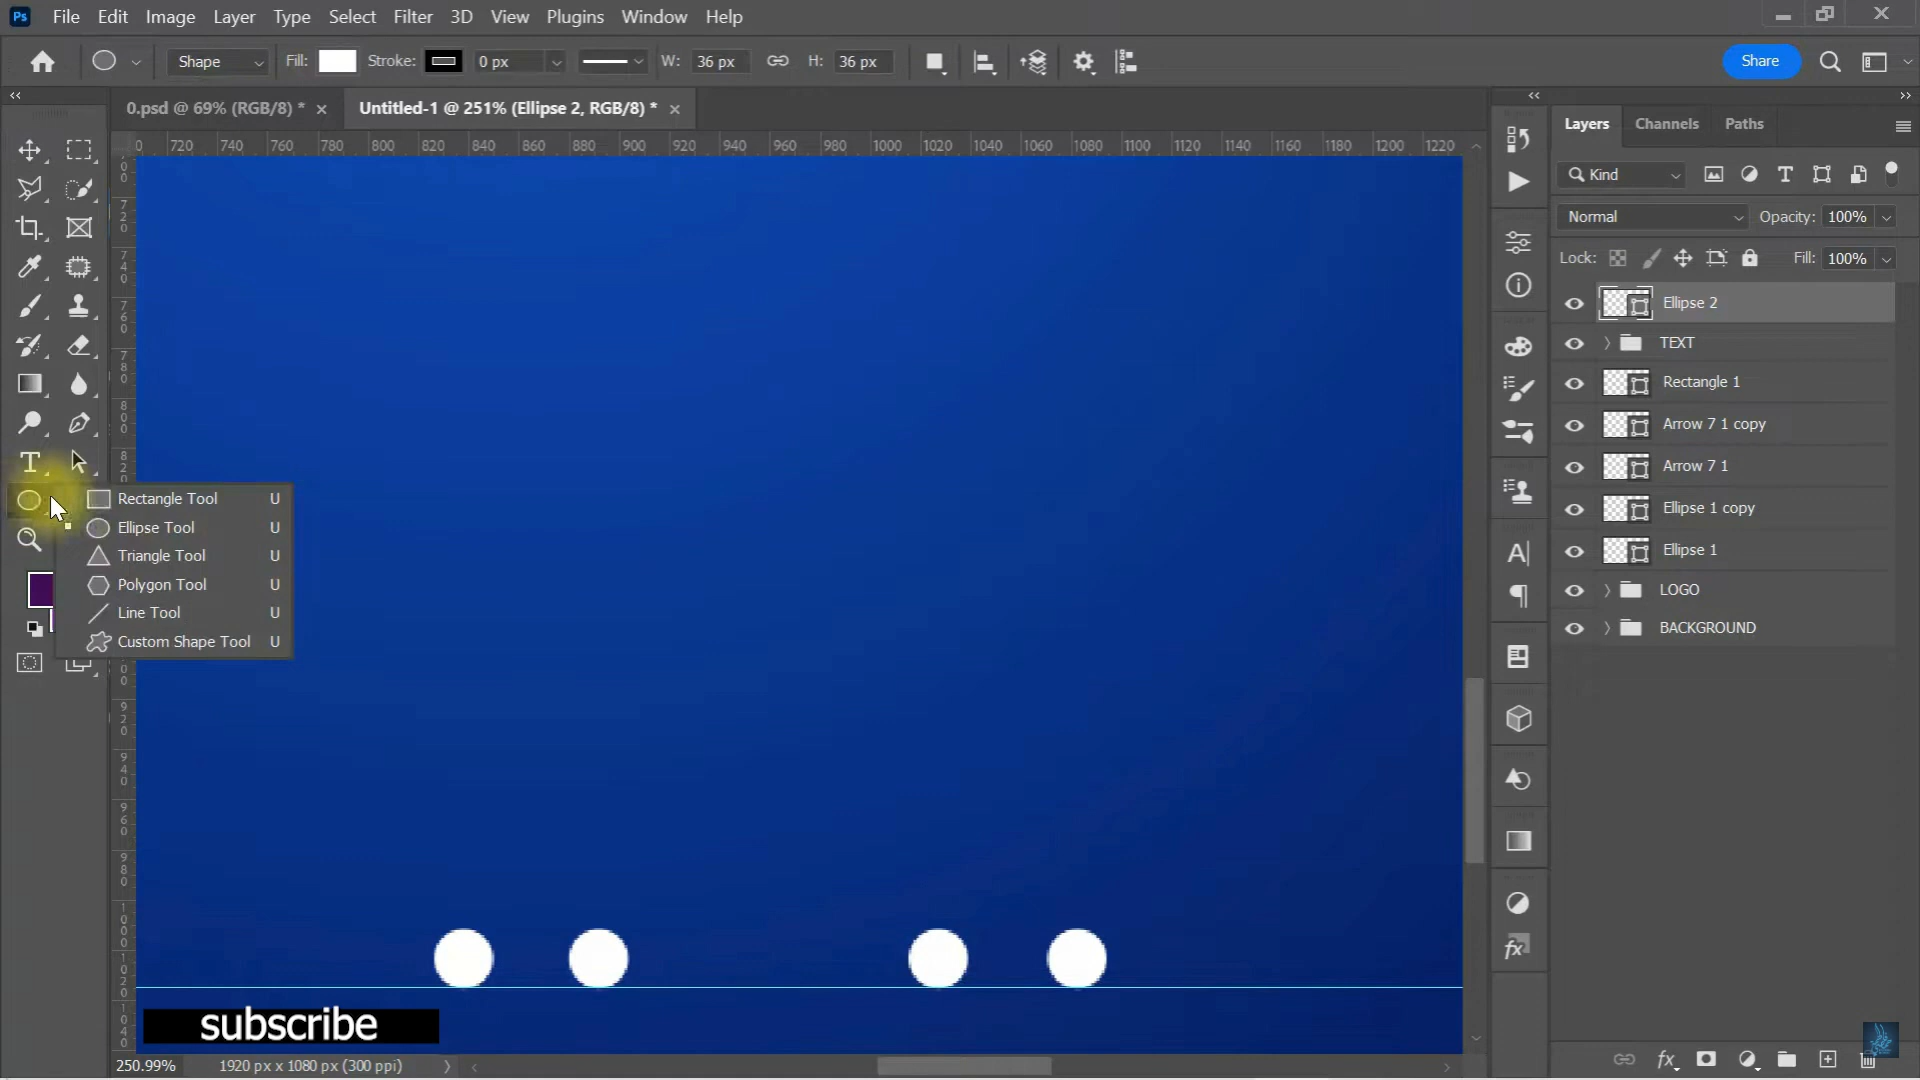 Ps File Edit Image Layer Type Select Filter 3D View Plugins Window Help
Shape Fill: Stroke: 0 px W: 36 px H: 36 px Share
0.psd @ 69% (RGB/8) * × Untitled-1 @ 251% (Ellipse 2, RGB/8) * ×
0 720 740 760 780 800 820 840 860 880 900 920 940 960 980 1000 1020 1040 1060 1080 1100 1120 1140 1160 1180 1200 1220
Layers Channels Paths
Kind
Normal Opacity: 100%
Lock: Fill: 100%
Ellipse 2
TEXT
Rectangle 1
Arrow 7 1 copy
Arrow 7 1
Ellipse 1 copy
Ellipse 1
LOGO
BACKGROUND
Rectangle Tool U
Ellipse Tool U
Triangle Tool U
Polygon Tool U
Line Tool U
Custom Shape Tool U
subscribe
250.99% 1920 px x 1080 px (300 ppi)